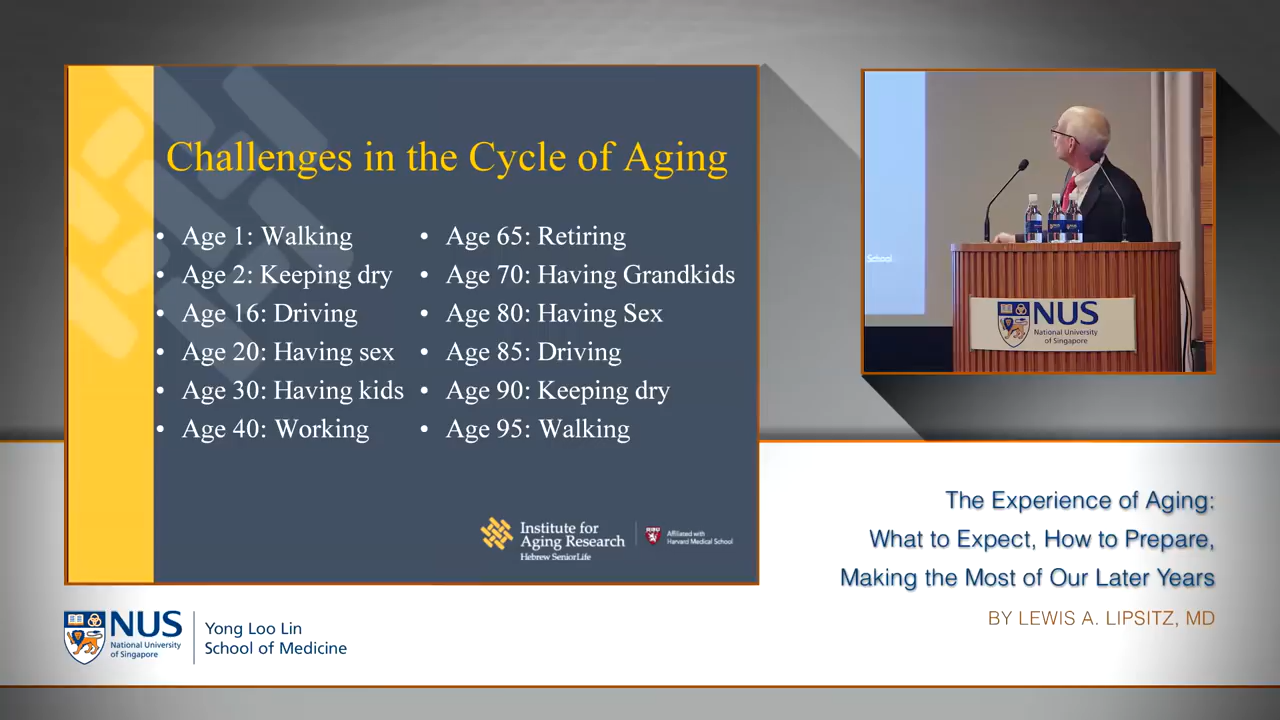 Challenges in the Cycle of Aging
• Age 1: Walking
• Age 2: Keeping dry
• Age 16: Driving
• Age 20: Having sex
• Age 30: Having kids
• Age 40: Working
• Age 65: Retiring
• Age 70: Having Grandkids
• Age 80: Having Sex
• Age 85: Driving
• Age 90: Keeping dry
• Age 95: Walking
Institute for
Aging Research
Hebrew SeniorLife
Affiliated with
Harvard Medical School
School
NUS
National University
of Singapore
The Experience of Aging:
What to Expect, How to Prepare,
Making the Most of Our Later Years
BY LEWIS A. LIPSITZ, MD
NUS
National University
of Singapore
Yong Loo Lin
School of Medicine